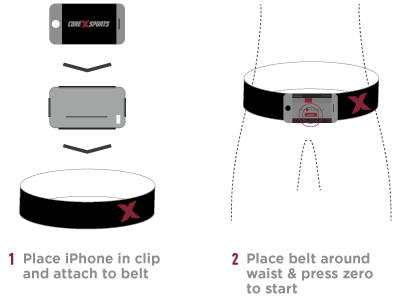 CORE X SPORTS
1 Place iPhone in clip
and attach to belt
2 Place belt around
waist & press zero
to start